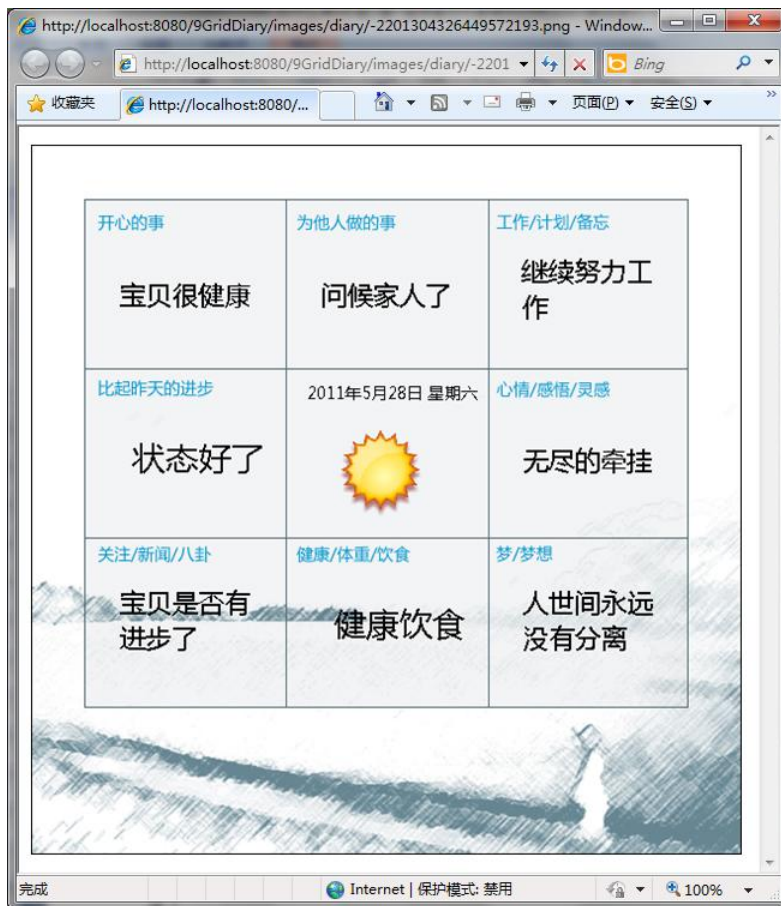 http://localhost:8080/9GridDiary/images/diary/-2201304326449572193.png - Window...
http://localhost:8080/9GridDiary/images/diary/-2201
Bing
收藏夹
http://localhost:8080/...
页面(P)
安全(S)
»
开心的事
为他人做的事
工作/计划/备忘
宝贝很健康
问候家人了
继续努力工
作
比起昨天的进步
2011年5月28日 星期六
心情/感悟/灵感
状态好了
无尽的牵挂
关注/新闻/八卦
健康/体重/饮食
梦/梦想
宝贝是否有
进步了
健康饮食
人世间永远
没有分离
完成
Internet | 保护模式: 禁用
100%